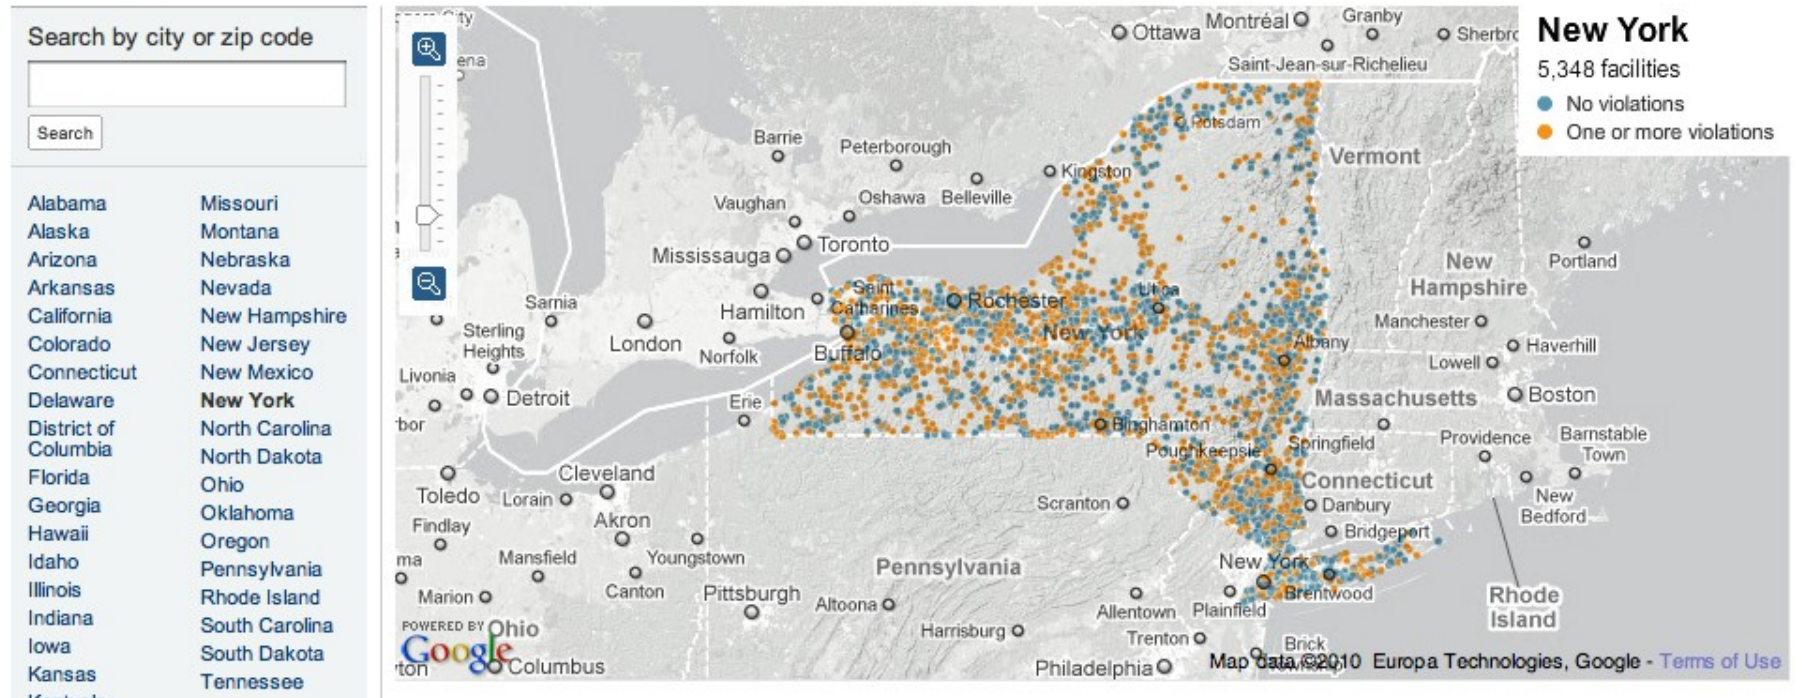 Search by city or zip code
Search
Alabama
Alaska
Arizona
Arkansas
California
Colorado
Connecticut
Delaware
District of
Columbia
Florida
Georgia
Hawaii
Idaho
Illinois
Indiana
Iowa
Kansas
Missouri
Montana
Nebraska
Nevada
New Hampshire
New Jersey
New Mexico
New York
North Carolina
North Dakota
Ohio
Oklahoma
Oregon
Pennsylvania
Rhode Island
South Carolina
South Dakota
Tennessee
New York
5,348 facilities
No violations
One or more violations
Ottawa
Montréal
Granby
Sherbro
Saint-Jean-sur-Richelieu
Potsdam
Barrie
Peterborough
Kingston
Vermont
Vaughan
Oshawa
Belleville
Mississauga
Toronto
New
Hampshire
Portland
Sarnia
Hamilton
Saint
Catharines
Rochester
Utica
Sterling
Heights
London
Norfolk
Buffalo
New York
Albany
Manchester
Haverhill
Lowell
Livonia
Detroit
Erie
Massachusetts
Boston
rbor
Binghamton
Poughkeepsie
Springfield
Providence
Barnstable
Town
Toledo
Cleveland
Lorain
Scranton
Connecticut
Danbury
New
Bedford
Findlay
Akron
Bridgeport
ma
Mansfield
Youngstown
Pennsylvania
New York
Marion
Canton
Pittsburgh
Altoona
Allentown
Plainfield
Brentwood
Rhode
Island
POWERED BY
Google
Ohio
Harrisburg
Trenton
Brick
yton
Columbus
Philadelphia
Map data ©2010 Europa Technologies, Google - Terms of Use